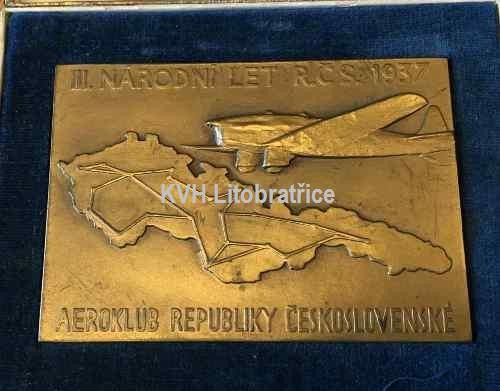 III. NÁRODNÍ LET R.Č.S. 1937
KVH Litobratřice
AEROKLUB REPUBLIKY ČESKOSLOVENSKÉ